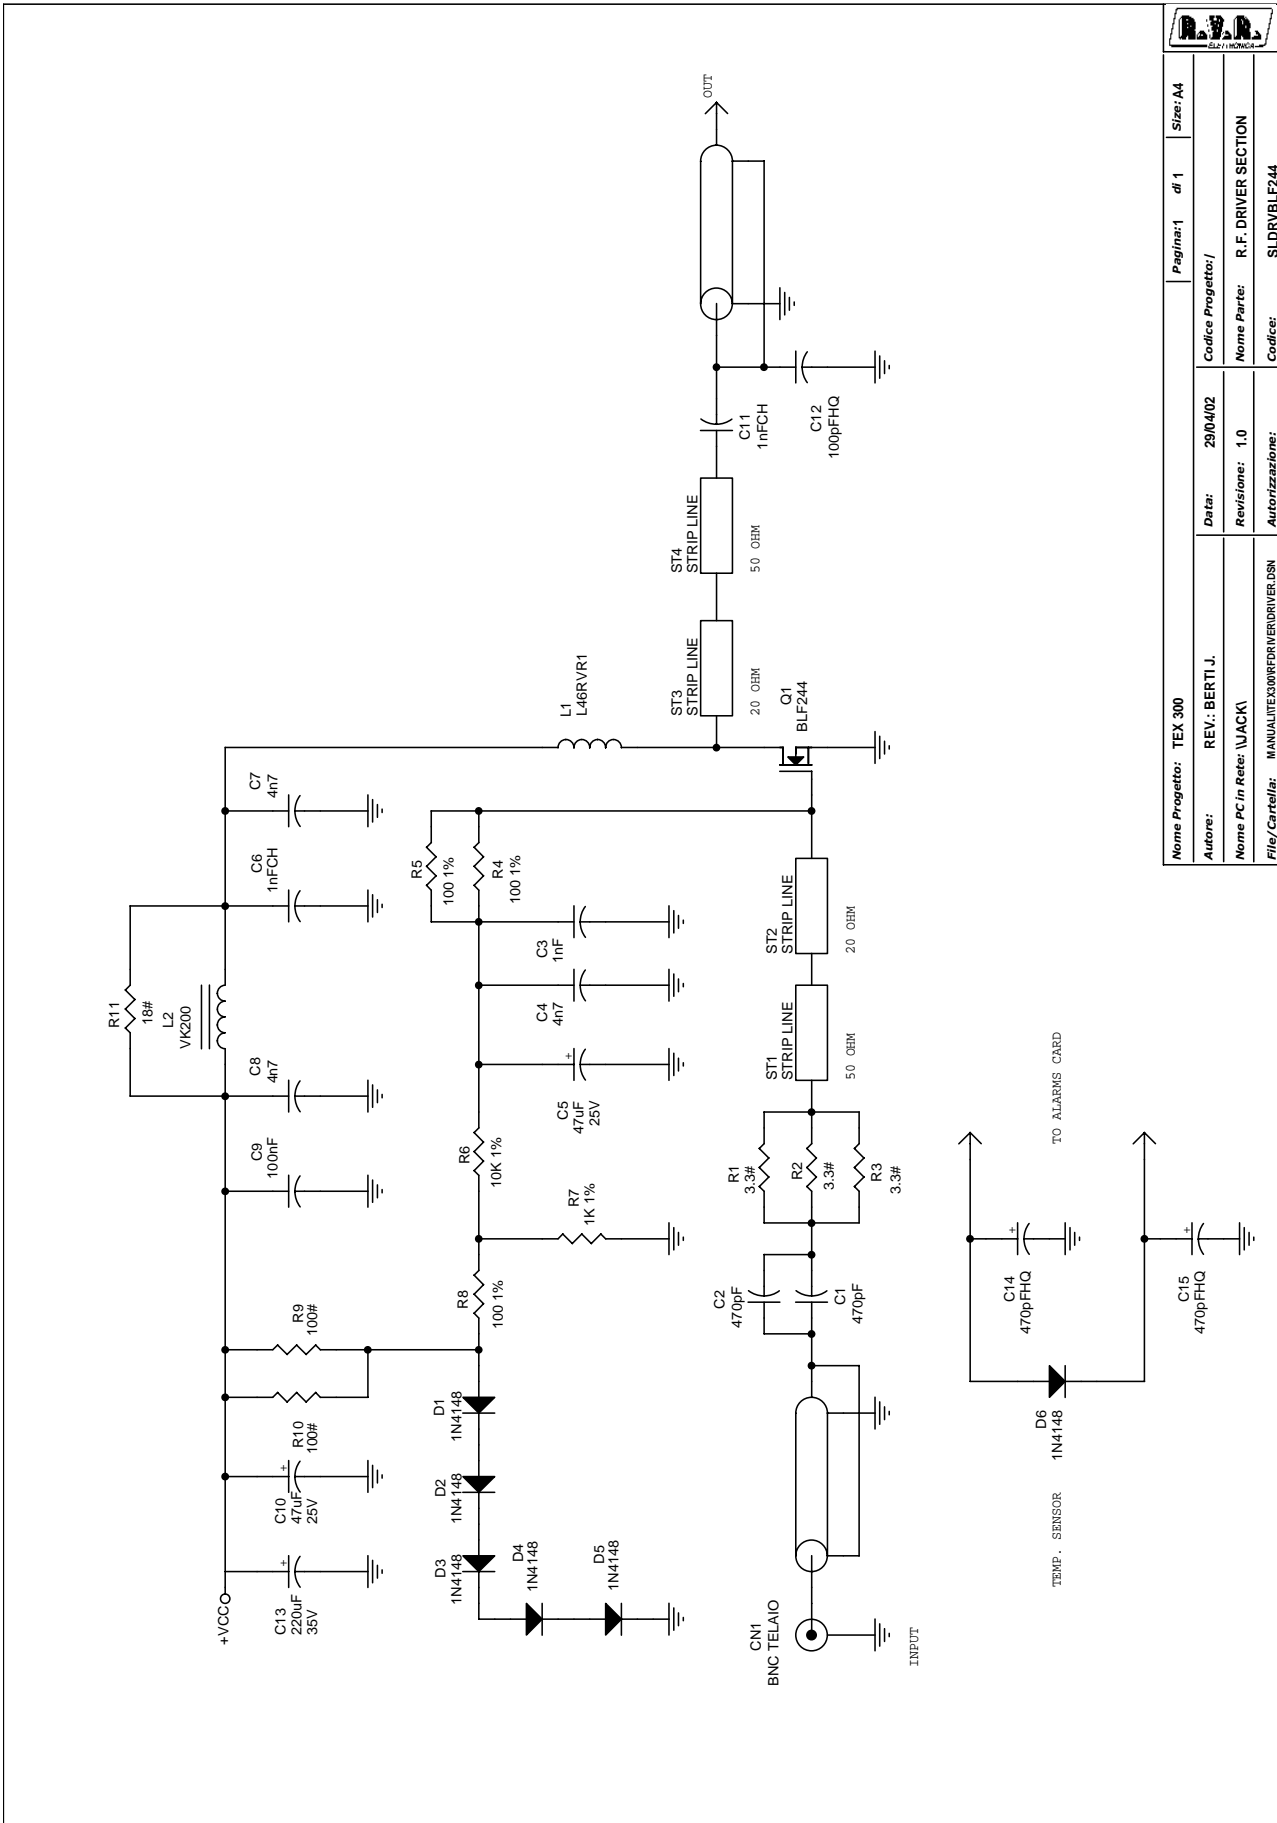 +VCC
C13
220uF
35V
C10
47uF
25V
R10
100#
R9
100#
C9
100nF
C8
4n7
R11
18#
L2
VK200
C6
1nFCH
C7
4n7
D3
1N4148
D2
1N4148
D1
1N4148
D4
1N4148
D5
1N4148
R8
100 1%
R7
1K 1%
R6
10K 1%
C5
47uF
25V
C4
4n7
C3
1nF
R5
100 1%
R4
100 1%
L1
L46RVR1
ST3
STRIP LINE
20 OHM
ST4
STRIP LINE
50 OHM
Q1
BLF244
C11
1nFCH
C12
100pFHQ
OUT
CN1
BNC TELAIO
INPUT
C2
470pF
C1
470pF
R1
3.3#
R2
3.3#
R3
3.3#
ST1
STRIP LINE
50 OHM
ST2
STRIP LINE
20 OHM
TEMP. SENSOR
D6
1N4148
C14
470pFHQ
C15
470pFHQ
TO ALARMS CARD
Nome Progetto: TEX 300
Pagina:1 di 1
Size: A4
R.V.R.
ELETTRONICA
Autore: REV.: BERTI J.
Data: 29/04/02
Codice Progetto: /
Nome PC in Rete: \\JACK\
Revisione: 1.0
Nome Parte: R.F. DRIVER SECTION
File/Cartella: MANUALI\TEX300\RFDRIVER\DRIVER.DSN
Autorizzazione:
Codice: SLDRVBLF244